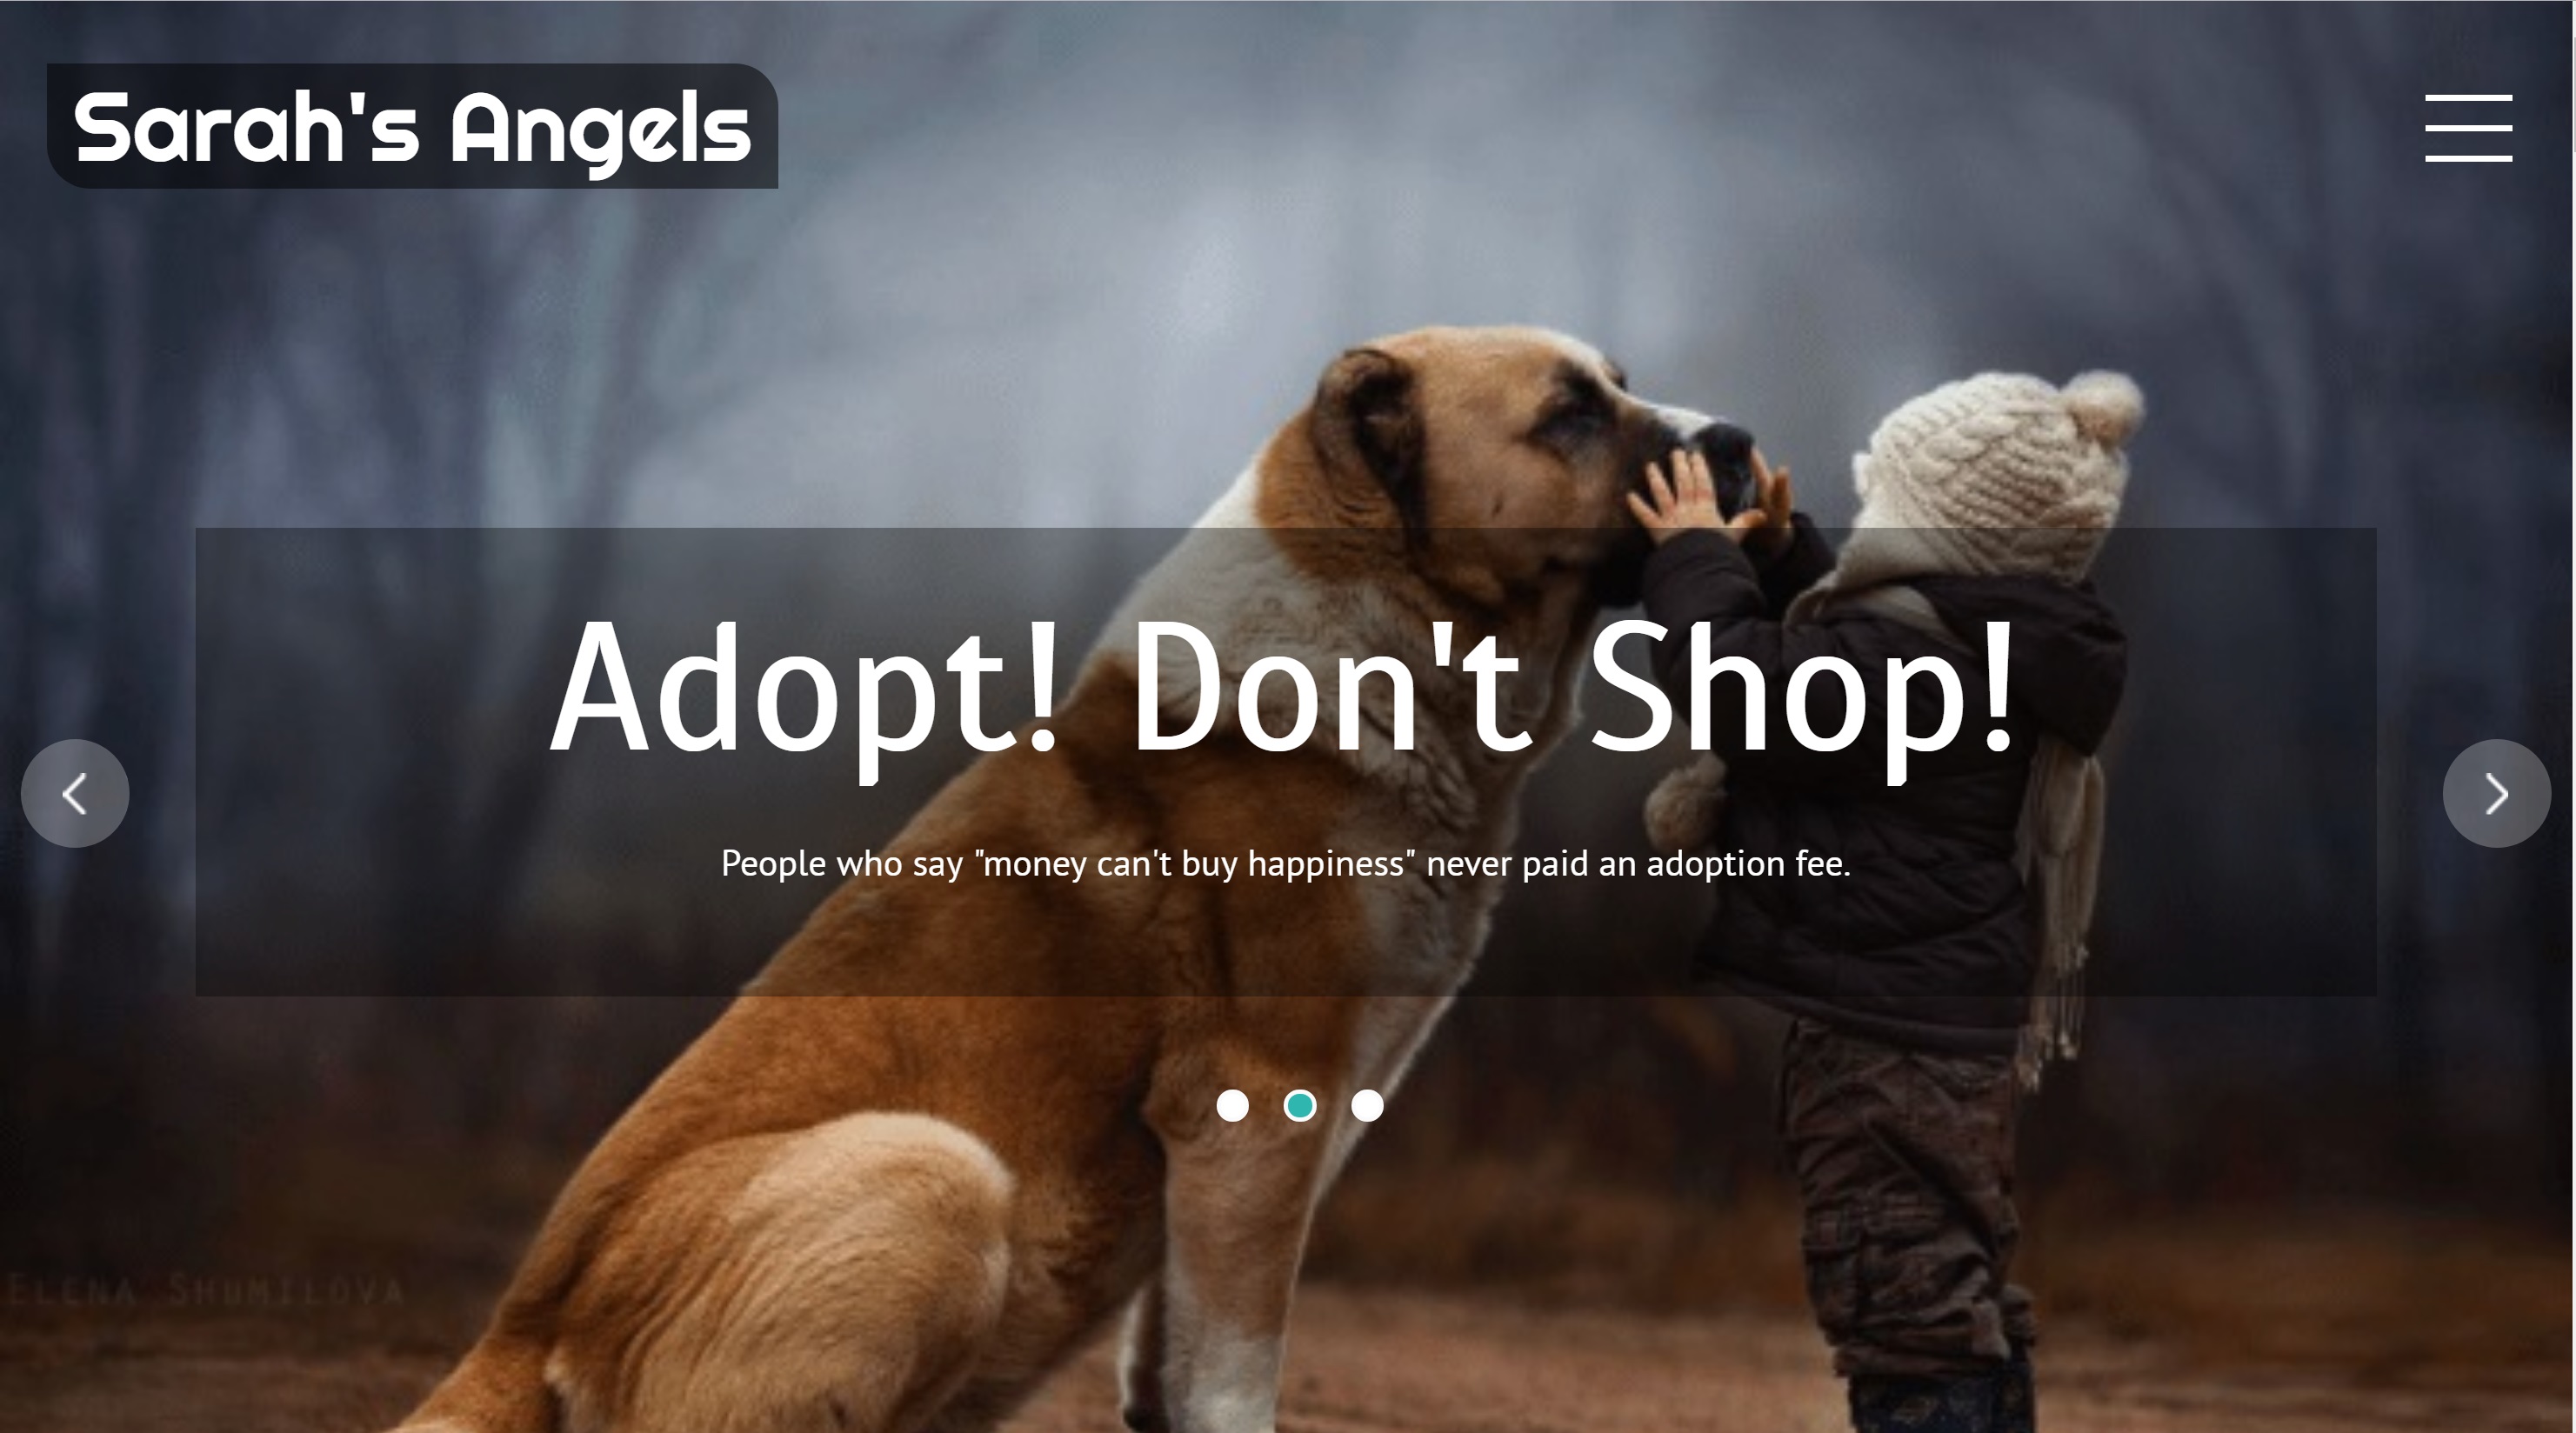 Sarah's Angels
Adopt! Don't Shop!
People who say "money can't buy happiness" never paid an adoption fee.
ELENA SHUMILOVA